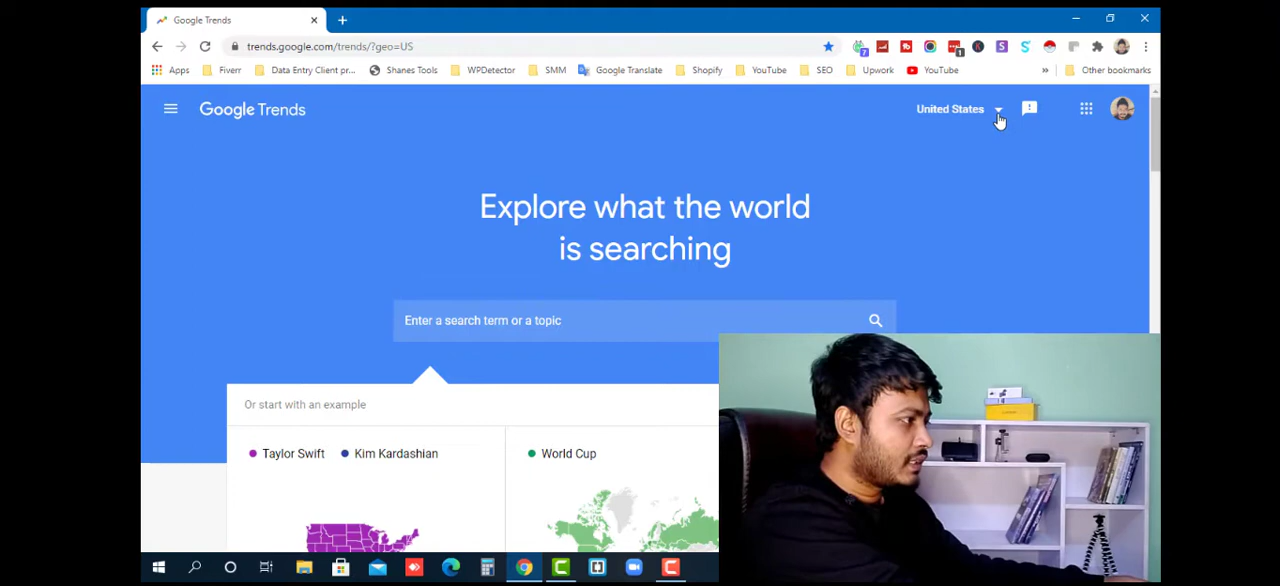 Google Trends
trends.google.com/trends/?geo=US
7
1
Apps Fiverr Data Entry Client pr... Shanes Tools WPDetector SMM Google Translate Shopify YouTube SEO Upwork YouTube » Other bookmarks
Google Trends
United States
Explore what the world
is searching
Enter a search term or a topic
Or start with an example
Taylor Swift Kim Kardashian World Cup